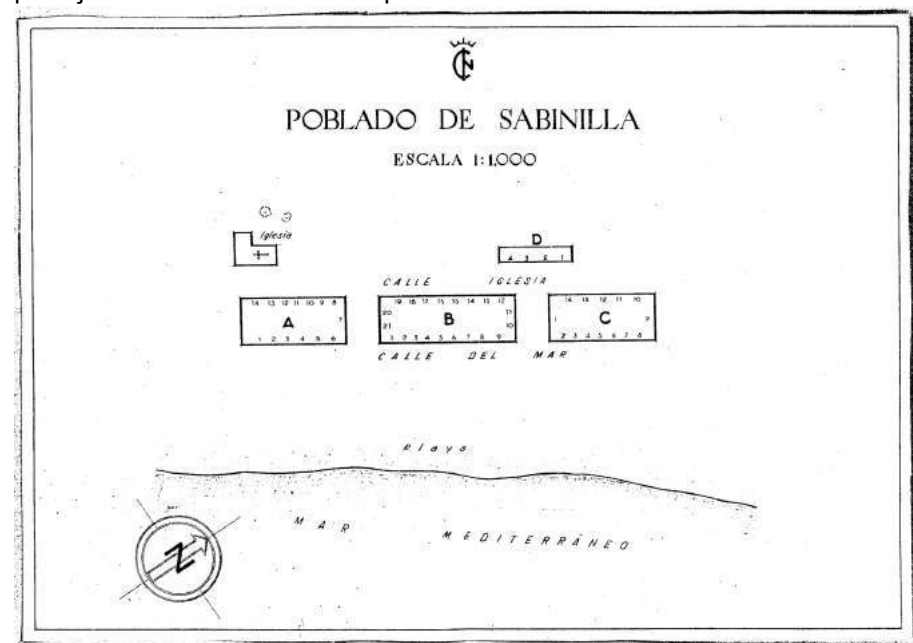 POBLADO DE SABINILLA
ESCALA 1:1.000
Iglesia
D
4 3 2 1
CALLE IGLESIA
14 13 12 11 10 9 8
A
7
1 2 3 4 5 6
19 18 17 16 15 14 13 12
20 11
B
21 10
1 2 3 4 5 6 7 8 9
14 13 12 11 10
1 C 9
2 3 4 5 6 7 8
CALLE DEL MAR
Playa
MAR MEDITERRÁNEO
N